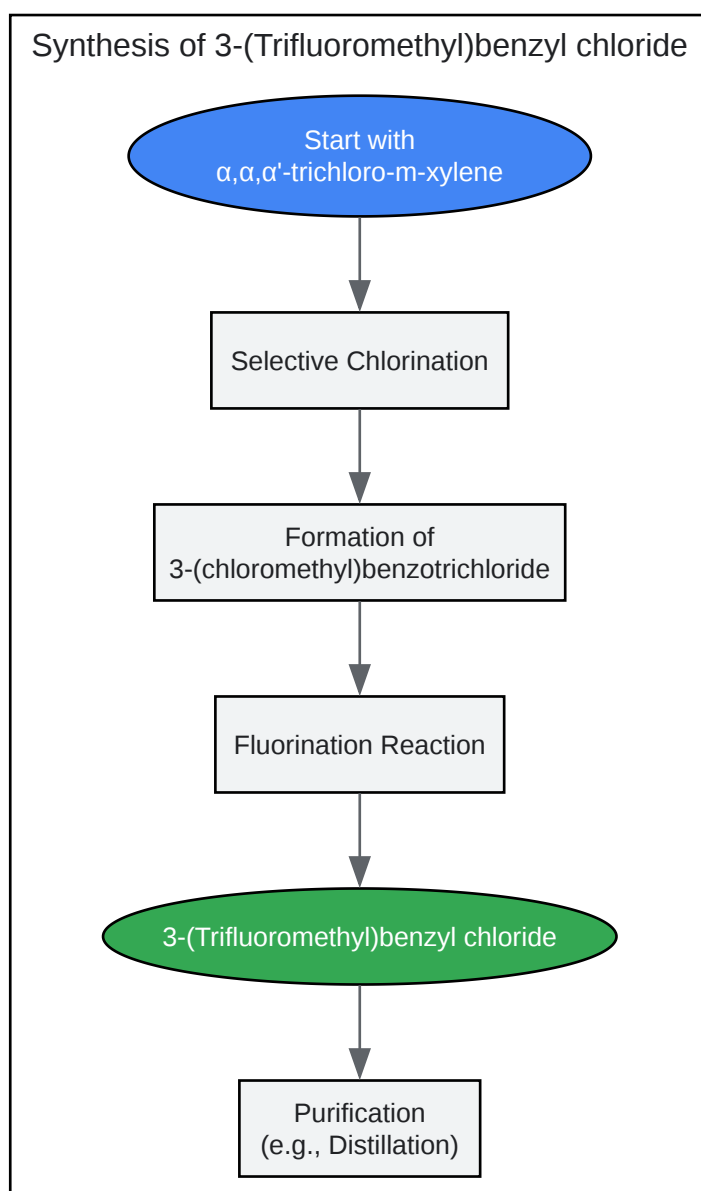 Synthesis of 3-(Trifluoromethyl)benzyl chloride
Start with
α,α,α'-trichloro-m-xylene
Selective Chlorination
Formation of
3-(chloromethyl)benzotrichloride
Fluorination Reaction
3-(Trifluoromethyl)benzyl chloride
Purification
(e.g., Distillation)